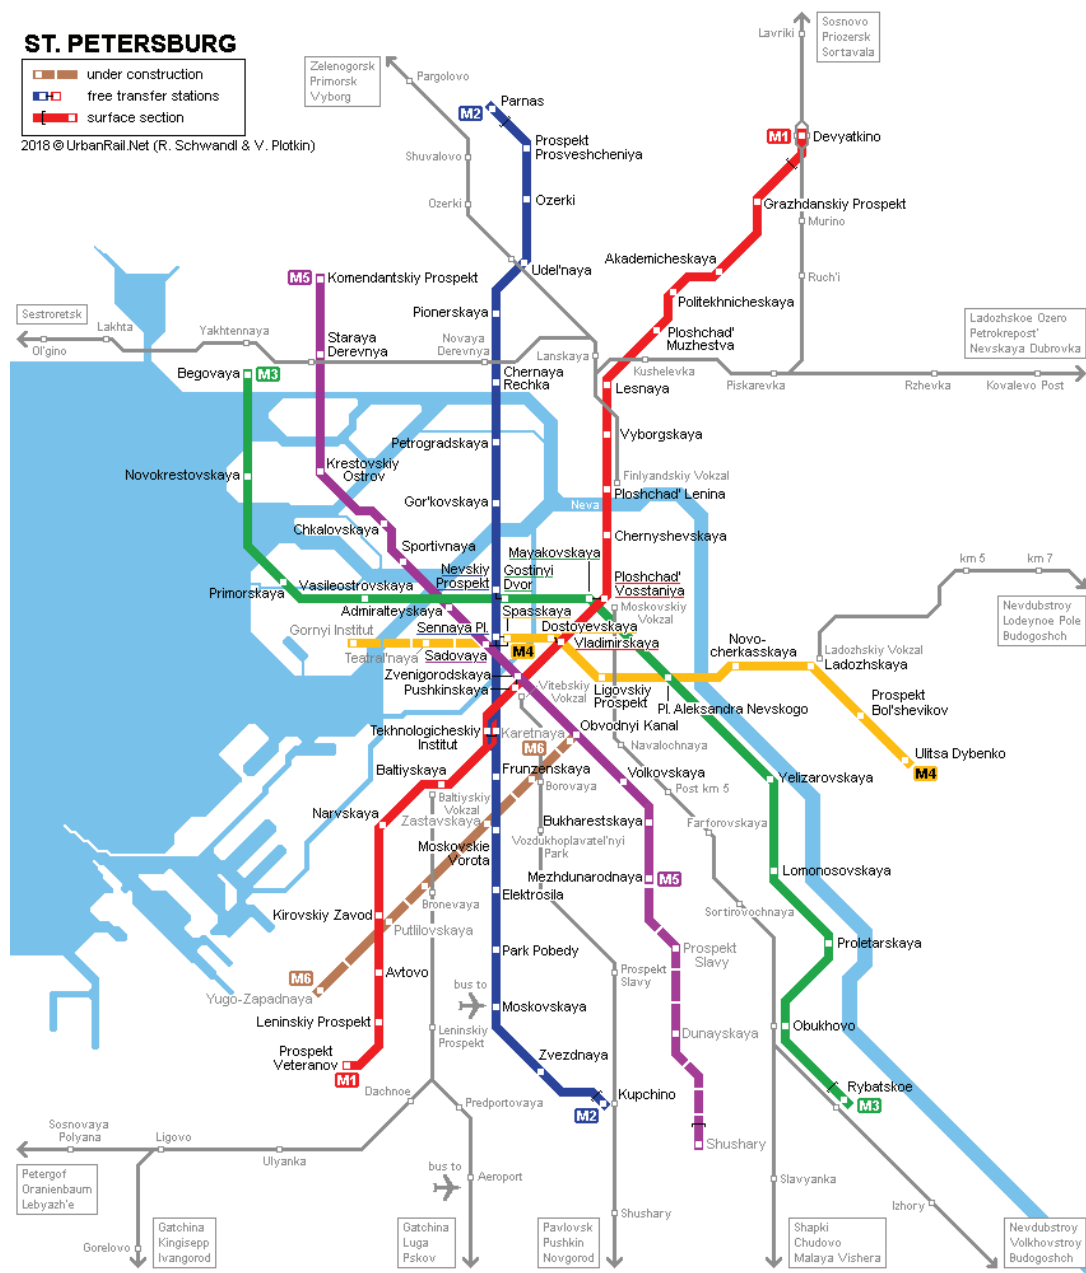 ST. PETERSBURG
under construction
free transfer stations
surface section
2018 © UrbanRail.Net (R. Schwandl & V. Plotkin)
Zelenogorsk
Primorsk
Vyborg
Pargolovo
Shuvalovo
Ozerki
M2
Parnas
Prospekt
Prosveshcheniya
Ozerki
Udel'naya
Lavriki
Sosnovo
Priozersk
Sortavala
M1
Devyatkino
Grazhdanskiy Prospekt
Murino
Akademicheskaya
Ruch'i
Politekhnicheskaya
Ploshchad'
Muzhestva
M5
Komendantskiy Prospekt
Pionerskaya
Sestroretsk
Ol'gino
Lakhta
Yakhtennaya
Staraya
Derevnya
Novaya
Derevnya
Lanskaya
Kushelevka
Piskarevka
Rzhevka
Kovalevo Post
Ladozhskoe Ozero
Petrokrepost'
Nevskaya Dubrovka
Begovaya
M3
Chernaya
Rechka
Lesnaya
Petrogradskaya
Vyborgskaya
Novokrestovskaya
Krestovskiy
Ostrov
Finlyandskiy Vokzal
Ploshchad' Lenina
Gor'kovskaya
Neva
Chkalovskaya
Chernyshevskaya
Sportivnaya
Mayakovskaya
Nevskiy
Prospekt
Gostinyi
Dvor
Ploshchad'
Vosstaniya
Primorskaya
Vasileostrovskaya
Admiralteyskaya
Moskovskiy
Vokzal
km 5
km 7
Nevdubstroy
Lodeynoe Pole
Budogoshch
Gornyi Institut
Teatral'naya
Sennaya Pl.
Spasskaya
Sadovaya
M4
Dostoyevskaya
Vladimirskaya
Novo-
cherkasskaya
Ladozhskiy Vokzal
Ladozhskaya
Zvenigorodskaya
Pushkinskaya
Vitebskiy
Vokzal
Ligovskiy
Prospekt
Pl. Aleksandra Nevskogo
Prospekt
Bol'shevikov
Ulitsa Dybenko
M4
Tekhnologicheskiy
Institut
Karetnaya
M6
Obvodnyi Kanal
Navalochnaya
Baltiyskaya
Frunzenskaya
Borovaya
Volkovskaya
Post km 5
Yelizarovskaya
Baltiyskiy
Vokzal
Narvskaya
Zastavskaya
Bukharestskaya
Farforovskaya
Moskovskie
Vorota
Vozdukhoplavatel'nyi
Park
Mezhdunarodnaya
M5
Lomonosovskaya
Bronevaya
Elektrosila
Sortirovochnaya
Kirovskiy Zavod
Putlilovskaya
Proletarskaya
Park Pobedy
Prospekt
Slavy
Prospekt
Slavy
M6
Yugo-Zapadnaya
Avtovo
bus to
Moskovskaya
Leninskiy Prospekt
Leninskiy
Prospekt
Dunayskaya
Obukhovo
Prospekt
Veteranov
M1
Zvezdnaya
Dachnoe
Predportovaya
M2
Kupchino
Rybatskoe
M3
Sosnovaya
Polyana
Ligovo
Ulyanka
Shushary
Petergof
Oranienbaum
Lebyazh'e
bus to
Aeroport
Slavyanka
Izhory
Shushary
Gorelovo
Gatchina
Kingisepp
Ivangorod
Gatchina
Luga
Pskov
Pavlovsk
Pushkin
Novgorod
Shapki
Chudovo
Malaya Vishera
Nevdubstroy
Volkhovstroy
Budogoshch